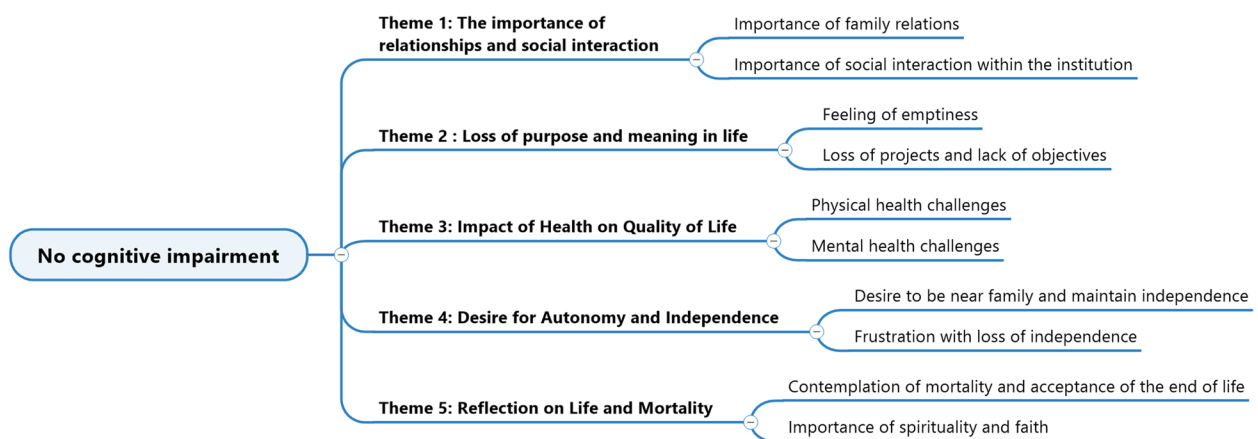 Theme 1: The importance of
relationships and social interaction
Importance of family relations
Importance of social interaction within the institution
Theme 2 : Loss of purpose and meaning in life
Feeling of emptiness
Loss of projects and lack of objectives
No cognitive impairment
Theme 3: Impact of Health on Quality of Life
Physical health challenges
Mental health challenges
Theme 4: Desire for Autonomy and Independence
Desire to be near family and maintain independence
Frustration with loss of independence
Theme 5: Reflection on Life and Mortality
Contemplation of mortality and acceptance of the end of life
Importance of spirituality and faith